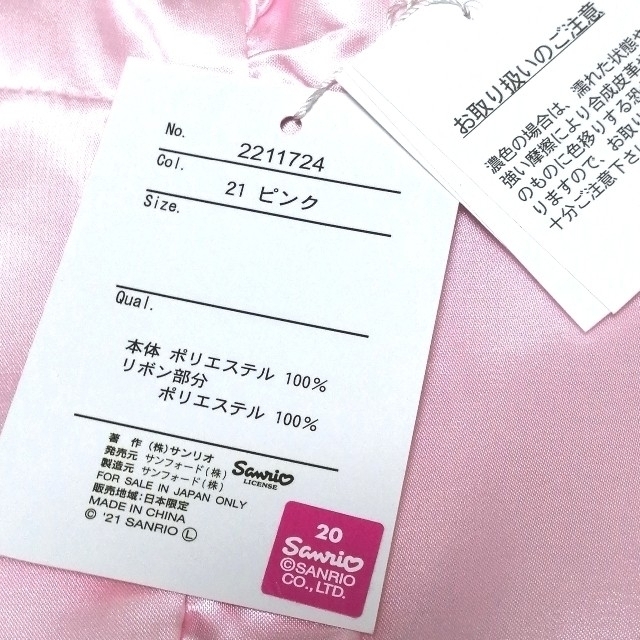 No. 2211724
Col. 21 ピンク
Size.
Qual.
本体 ポリエステル 100%
リボン部分
ポリエステル 100%
著 作 (株)サンリオ
発売元 サンフォード(株)
製造元 サンフォード(株)
FOR SALE IN JAPAN ONLY
販売地域:日本限定
MADE IN CHINA
© '21 SANRIO Ⓛ
Sanrio
LICENSE
20
Sanrio
©SANRIO
CO., LTD.
お取り扱いのご注意
濃色の場合は、濡れた状態や
強い摩擦により合成皮革
のものに色移りする恐
りますので、お取り
十分ご注意下さ